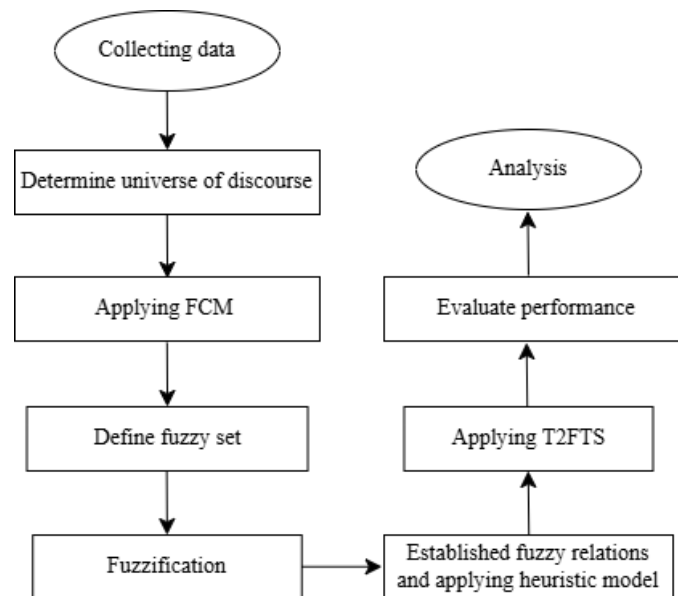 Collecting data
Determine universe of discourse
Applying FCM
Define fuzzy set
Fuzzification
Established fuzzy relations
and applying heuristic model
Applying T2FTS
Evaluate performance
Analysis